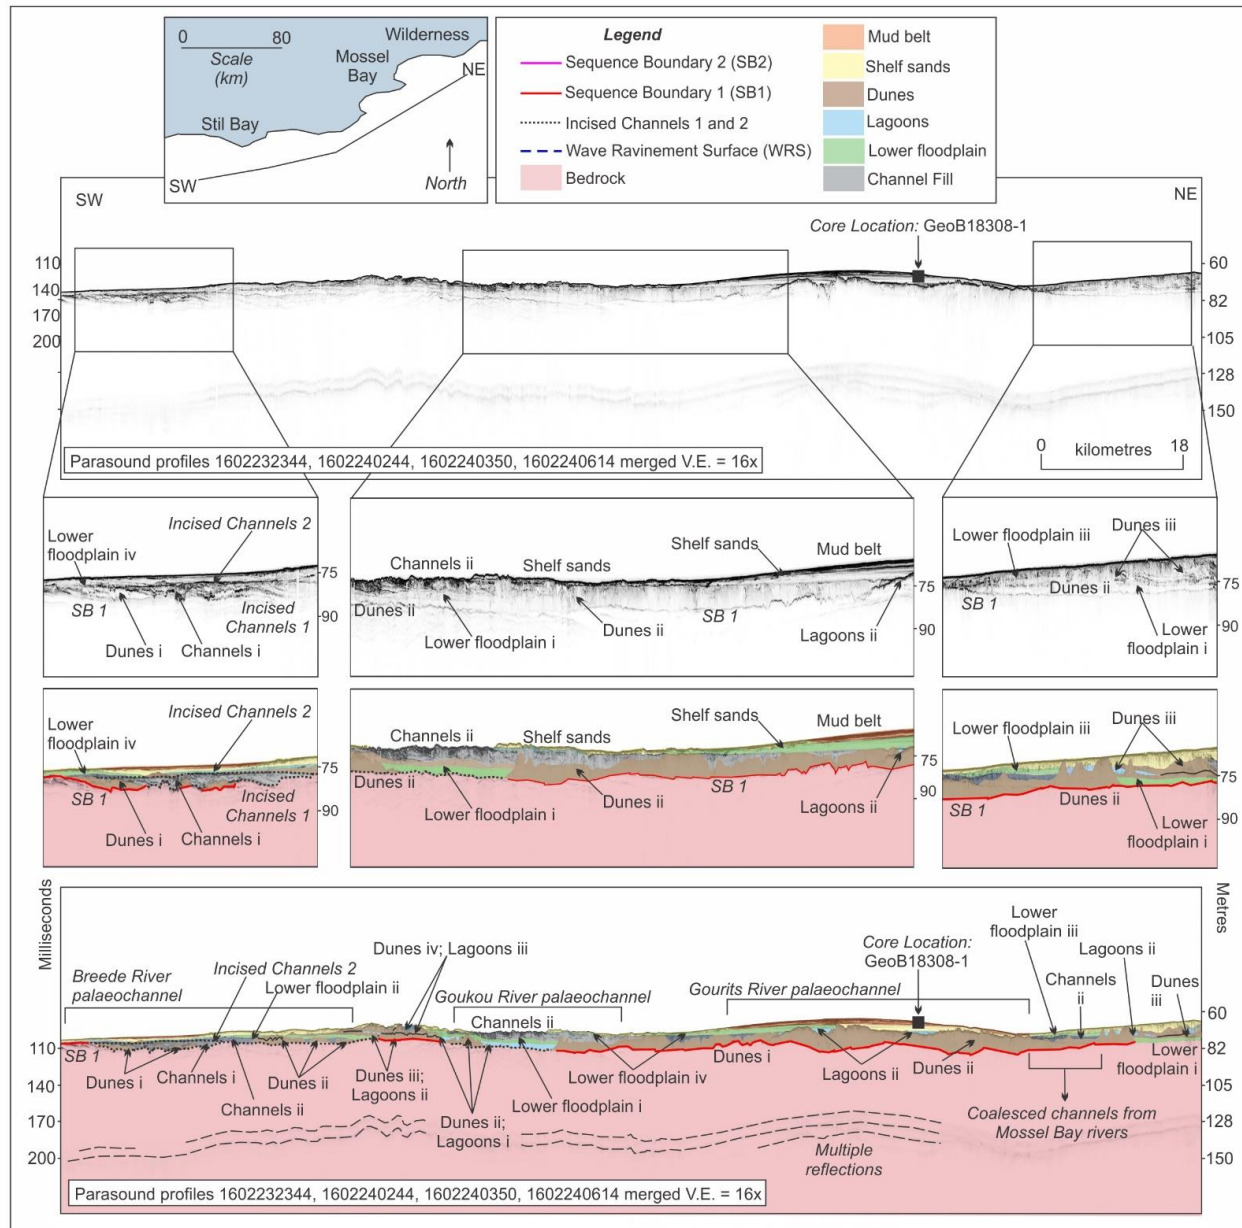 0 80
Scale
(km)
Wilderness
Mossel
Bay
NE
Still Bay
SW
North
Legend
Sequence Boundary 2 (SB2)
Sequence Boundary 1 (SB1)
Incised Channels 1 and 2
Wave Ravinement Surface (WRS)
Bedrock
Mud belt
Shelf sands
Dunes
Lagoons
Lower floodplain
Channel Fill
SW
NE
Core Location: GeoB18308-1
110
140
170
200
60
82
105
128
150
0 kilometres 18
Parasound profiles 1602232344, 1602240244, 1602240350, 1602240614 merged V.E. = 16x
Incised Channels 2
Lower
floodplain iv
75
SB 1
Incised
Channels 1
90
Dunes i
Channels i
Channels ii
Shelf sands
Shelf sands
Mud belt
75
Dunes ii
Dunes ii
SB 1
Lower floodplain i
Lagoons ii
90
Lower floodplain iii
Dunes iii
75
SB 1
Dunes ii
Lower
floodplain i
90
Incised Channels 2
Lower
floodplain iv
75
SB 1
Incised
Channels 1
90
Dunes i
Channels i
Shelf sands
Channels ii
Shelf sands
Mud belt
75
Dunes ii
Dunes ii
SB 1
Lower floodplain i
Lagoons ii
90
Dunes iii
Lower floodplain iii
75
SB 1
Dunes ii
Lower
floodplain i
90
Milliseconds
Metres
Dunes iv; Lagoons iii
Incised Channels 2
Breede River
palaeochannel
Lower floodplain ii
Goukou River palaeochannel
Channels ii
Gourits River palaeochannel
Core Location:
GeoB18308-1
Lower
floodplain iii
Lagoons ii
Channels
ii
Dunes
iii
60
SB 1
110
82
Dunes i
Channels i
Dunes ii
Channels ii
Dunes iii;
Lagoons ii
Dunes ii;
Lagoons i
Lower floodplain i
Lower floodplain iv
Dunes i
Lagoons ii
Dunes ii
Lower
floodplain i
140
105
Coalesced channels from
Mossel Bay rivers
170
128
200
150
Multiple
reflections
Parasound profiles 1602232344, 1602240244, 1602240350, 1602240614 merged V.E. = 16x